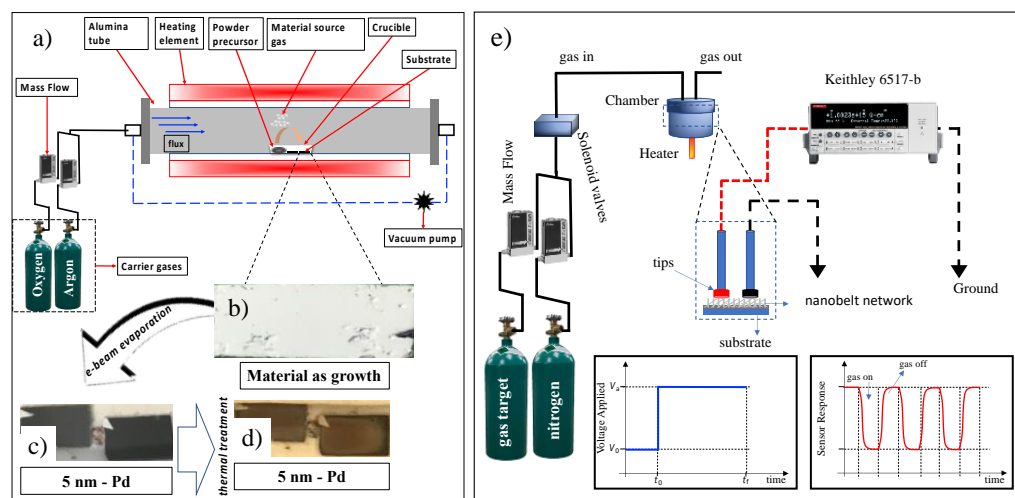 a)
Alumina
tube
Heating
element
Powder
precursor
Material source
gas
Crucible
Substrate
Mass Flow
flux
Vacuum pump
Oxygen
Argon
Carrier gases
b)
e-beam evaporation
Material as growth
c)
thermal treatment
d)
5 nm - Pd
5 nm - Pd
e)
gas in
gas out
Keithley 6517-b
Chamber
Heater
Mass Flow
Solenoid valves
tips
nanobelt network
Ground
substrate
gas target
nitrogen
Voltage Applied
Va
V0
t0
tf
time
Sensor Response
gas on
gas off
time